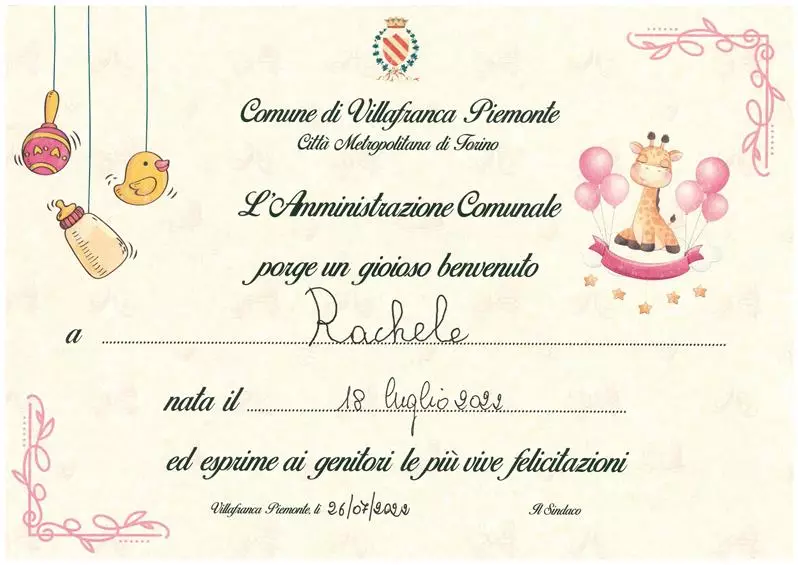 Comune di Villafranca Piemonte
Città Metropolitana di Torino
L'Amministrazione Comunale
porge un gioioso benvenuto
a Rachele
nata il 18 luglio 2022
ed esprime ai genitori le più vive felicitazioni
Villafranca Piemonte, lì 26/07/2022 Il Sindaco